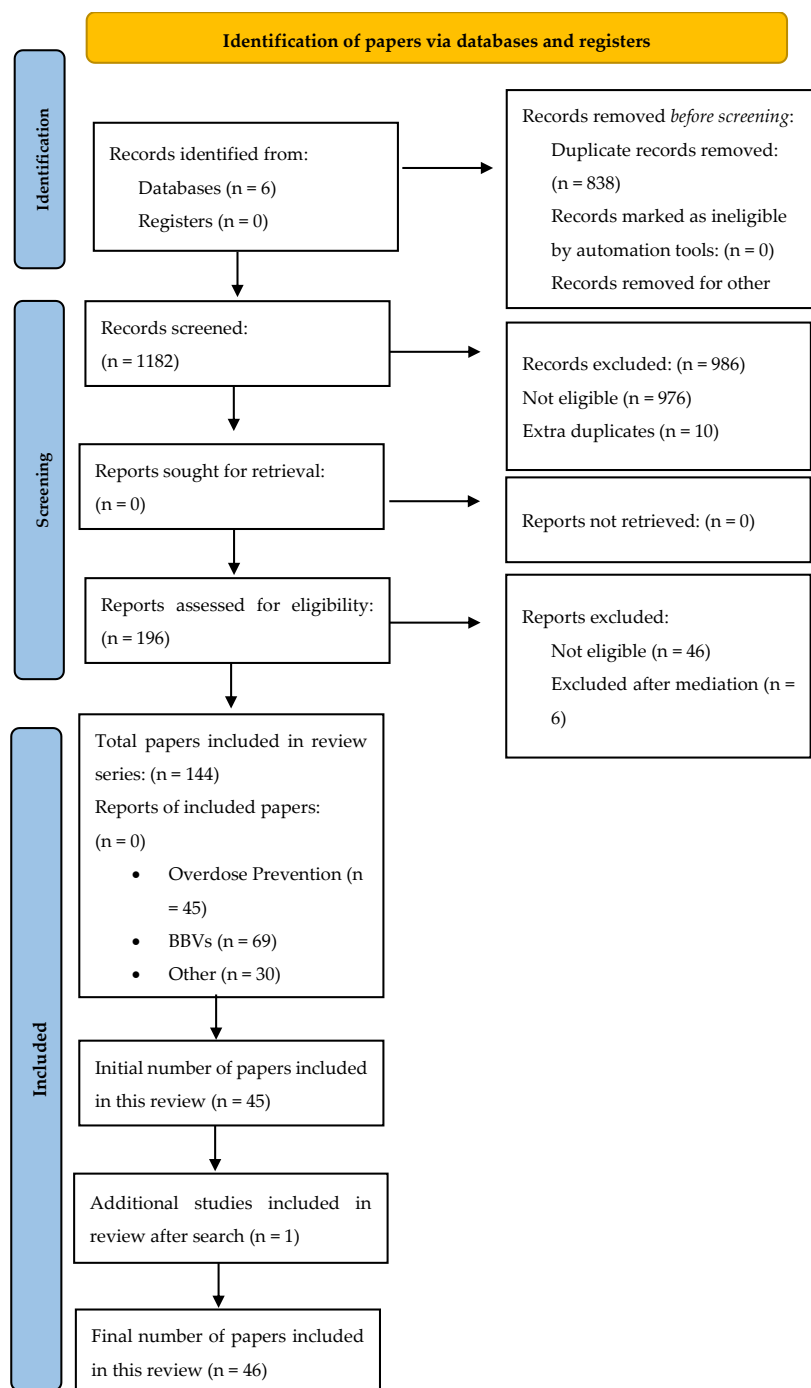 Identification of papers via databases and registers
Identification
Records identified from:
Databases (n = 6)
Registers (n = 0)
Records removed before screening:
Duplicate records removed:
(n = 838)
Records marked as ineligible
by automation tools: (n = 0)
Records removed for other
Screening
Records screened:
(n = 1182)
Records excluded: (n = 986)
Not eligible (n = 976)
Extra duplicates (n = 10)
Reports sought for retrieval:
(n = 0)
Reports not retrieved: (n = 0)
Reports assessed for eligibility:
(n = 196)
Reports excluded:
Not eligible (n = 46)
Excluded after mediation (n =
6)
Included
Total papers included in review
series: (n = 144)
Reports of included papers:
(n = 0)
• Overdose Prevention (n
= 45)
• BBVs (n = 69)
• Other (n = 30)
Initial number of papers included
in this review (n = 45)
Additional studies included in
review after search (n = 1)
Final number of papers included
in this review (n = 46)